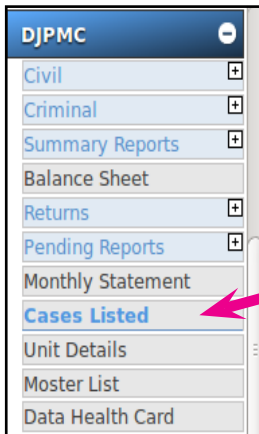 DJPMC
Civil
Criminal
Summary Reports
Balance Sheet
Returns
Pending Reports
Monthly Statement
Cases Listed
Unit Details
Moster List
Data Health Card